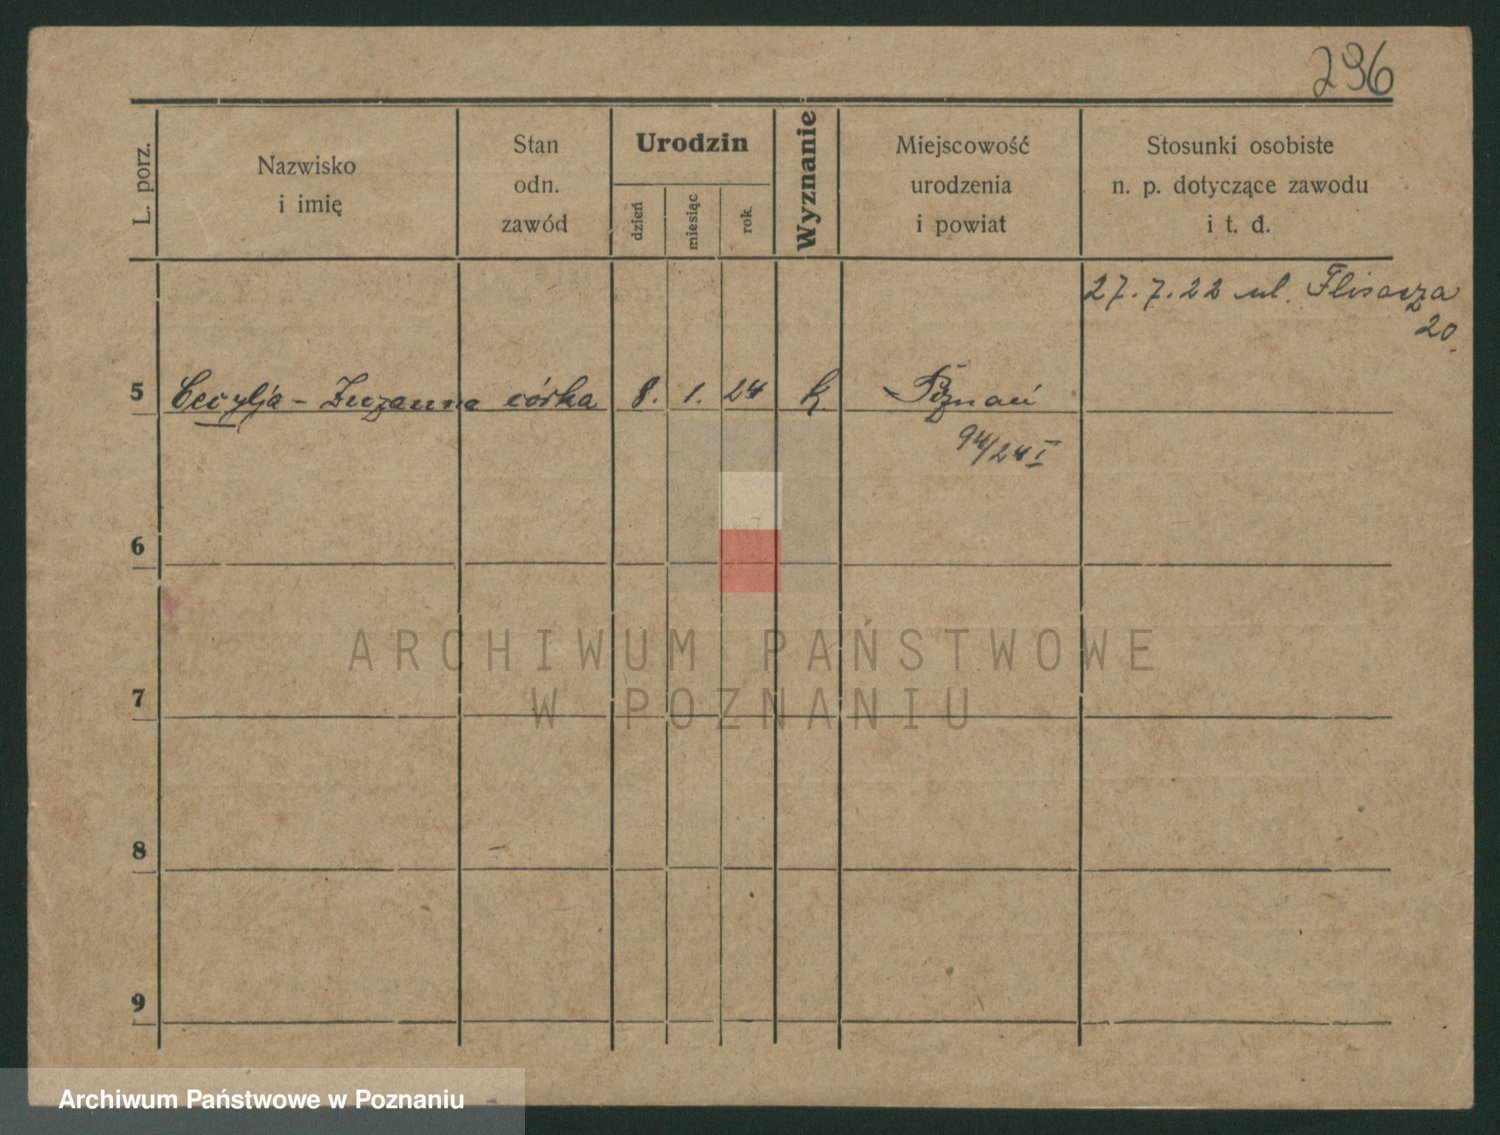 296
L. porz.
Nazwisko
i imię
Stan
odn.
zawód
Urodzin
dzień
miesiąc
rok.
Wyznanie
Miejscowość
urodzenia
i powiat
Stosunki osobiste
n. p. dotyczące zawodu
i t. d.
27.7.22 ul. Flisacza
20.
5 Cecylja - Zuzanna córka 8. 1. 24 k. Poznań
94/24 I
6
7
8
9
ARCHIWUM PAŃSTWOWE
W POZNANIU
Archiwum Państwowe w Poznaniu